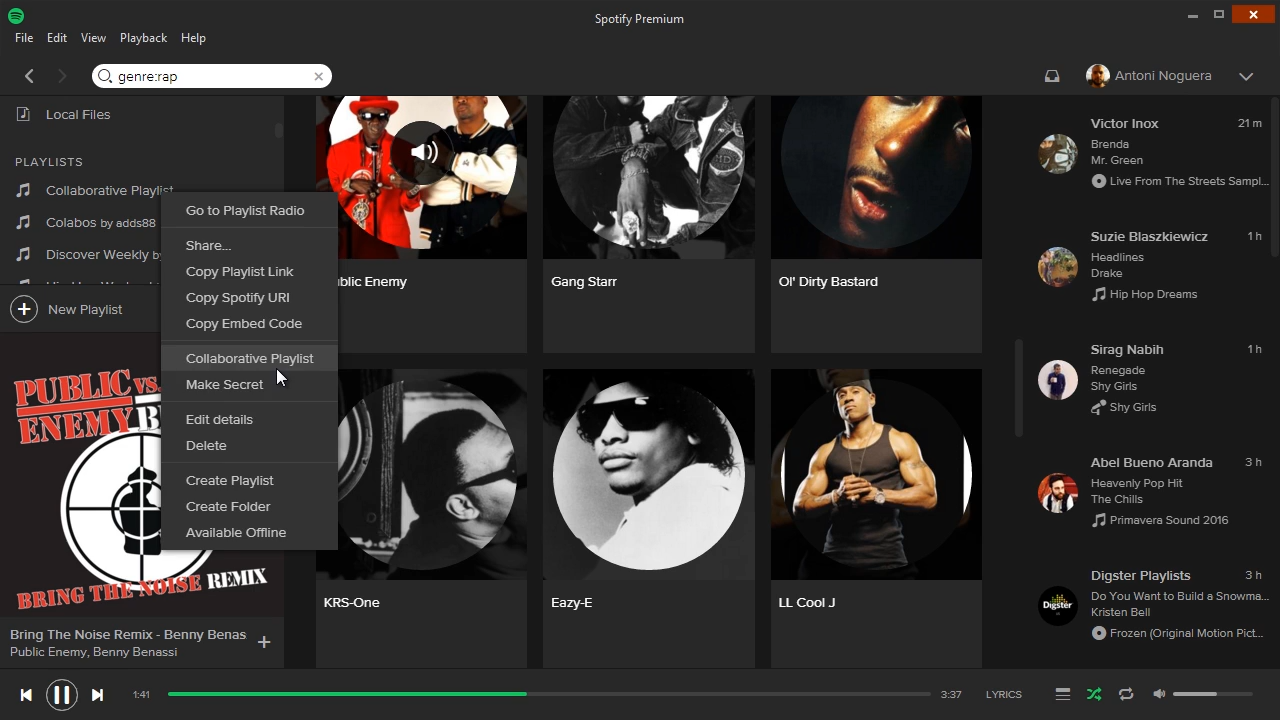 Spotify Premium
File Edit View Playback Help
genre:rap
Antoni Noguera
Local Files
PLAYLISTS
Collaborative Playlist
Colabos by adds88
Discover Weekly by
New Playlist
Go to Playlist Radio
Share...
Copy Playlist Link
Copy Spotify URI
Copy Embed Code
Collaborative Playlist
Make Secret
Edit details
Delete
Create Playlist
Create Folder
Available Offline
PUBLIC vs.
ENEMY
BRING THE NOISE REMIX
Bring The Noise Remix - Benny Benas
Public Enemy, Benny Benassi
blic Enemy
Gang Starr
Ol' Dirty Bastard
KRS-One
Eazy-E
LL Cool J
Victor Inox 21 m
Brenda
Mr. Green
Live From The Streets Sampl...
Suzie Blaszkiewicz 1 h
Headlines
Drake
Hip Hop Dreams
Sirag Nabih 1 h
Renegade
Shy Girls
Shy Girls
Abel Bueno Aranda 3 h
Heavenly Pop Hit
The Chills
Primavera Sound 2016
Digster Playlists 3 h
Do You Want to Build a Snowma...
Kristen Bell
Digster
Frozen (Original Motion Pict...
1:41 3:37 LYRICS